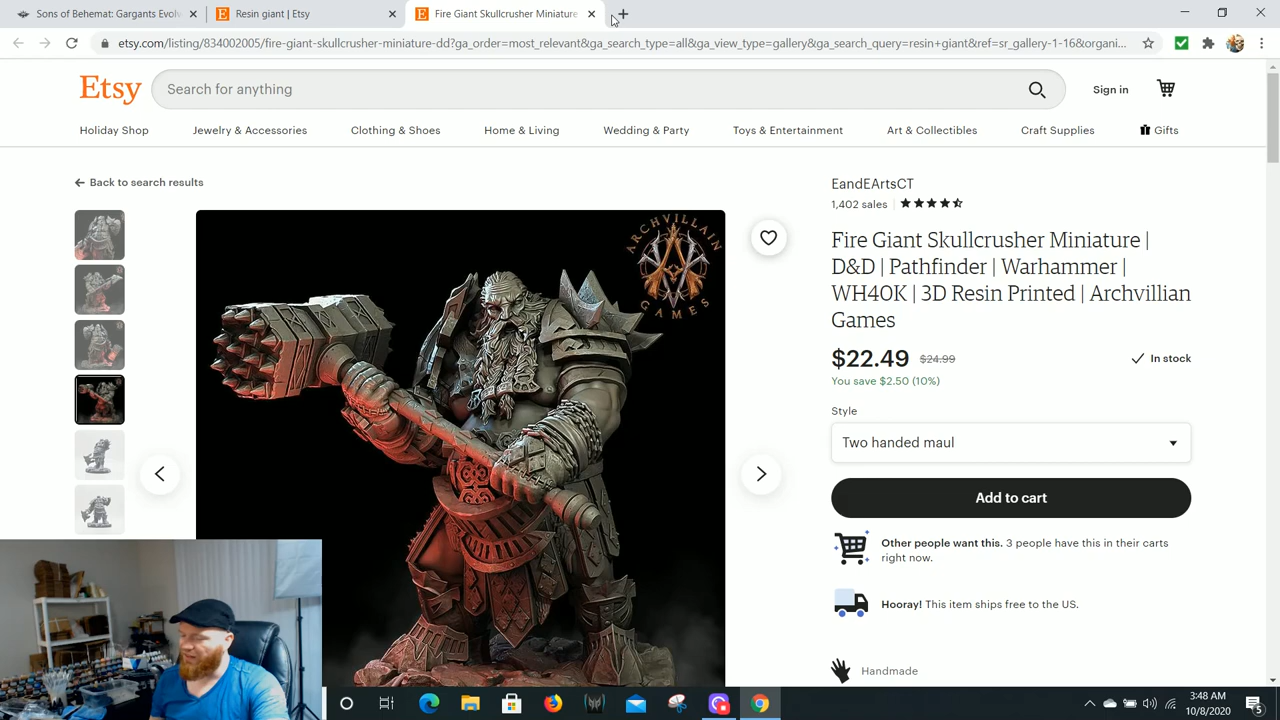 Sons of Behemat: Gargants Evolv
Resin giant | Etsy
Fire Giant Skullcrusher Miniature
etsy.com/listing/834002005/fire-giant-skullcrusher-miniature-dd?ga_order=most_relevant&ga_search_type=all&ga_view_type=gallery&ga_search_query=resin+giant&ref=sr_gallery-1-16&organi...
Etsy
Search for anything
Sign in
Holiday Shop
Jewelry & Accessories
Clothing & Shoes
Home & Living
Wedding & Party
Toys & Entertainment
Art & Collectibles
Craft Supplies
Gifts
Back to search results
ARCHVILLAIN
GAMES
EandEArtsCT
1,402 sales
Fire Giant Skullcrusher Miniature |
D&D | Pathfinder | Warhammer |
WH40K | 3D Resin Printed | Archvillian
Games
$22.49 $24.99
In stock
You save $2.50 (10%)
Style
Two handed maul
Add to cart
Other people want this. 3 people have this in their carts
right now.
Hooray! This item ships free to the US.
Handmade
3:48 AM
10/8/2020
5